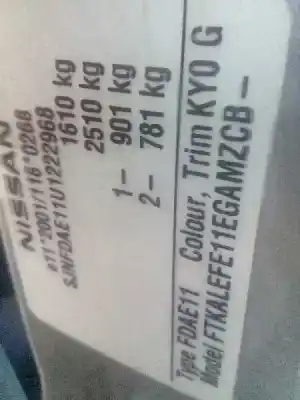 NISSAN
e11*2001/116*0268
SJNFDAE11U1222968
1610 kg
2510 kg
1– 901 kg
2– 781 kg
Type FDAE11 Colour, Trim KY0 G
Model FTKALEFE11EGAMZCB –